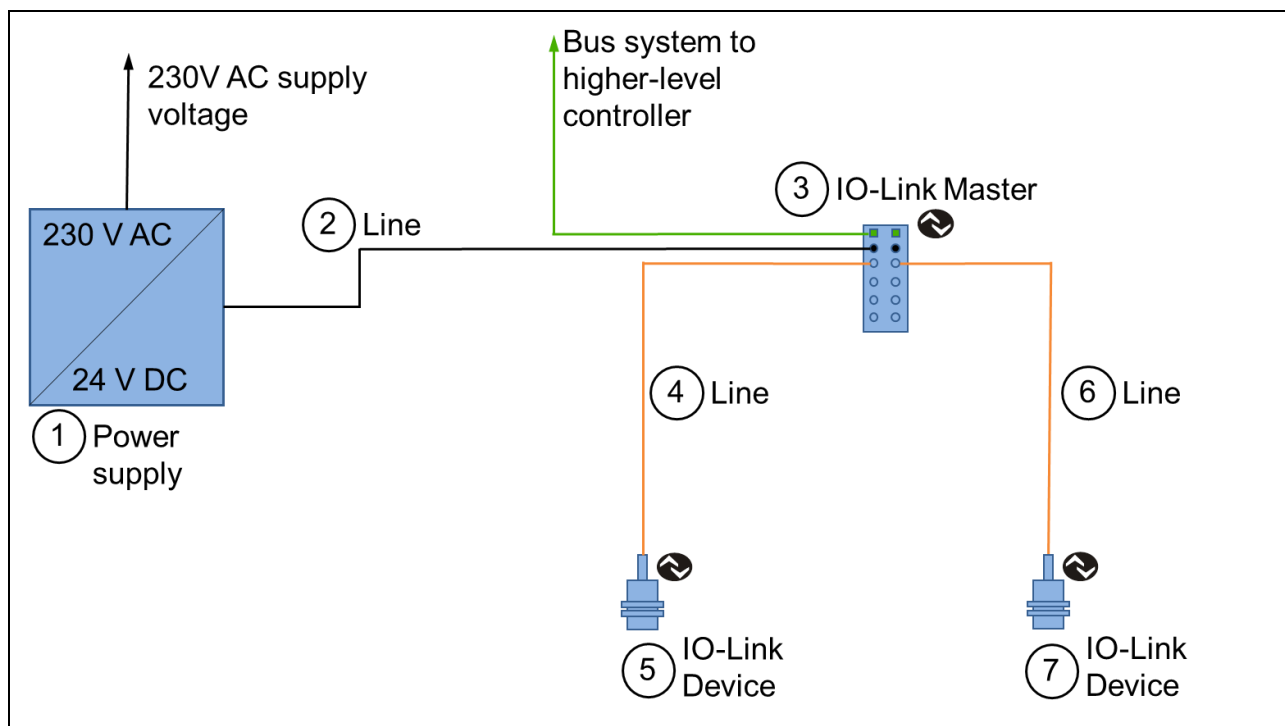 230V AC supply
voltage
Bus system to
higher-level
controller
3 IO-Link Master
2 Line
230 V AC
24 V DC
1 Power
supply
4 Line
6 Line
5 IO-Link
Device
7 IO-Link
Device